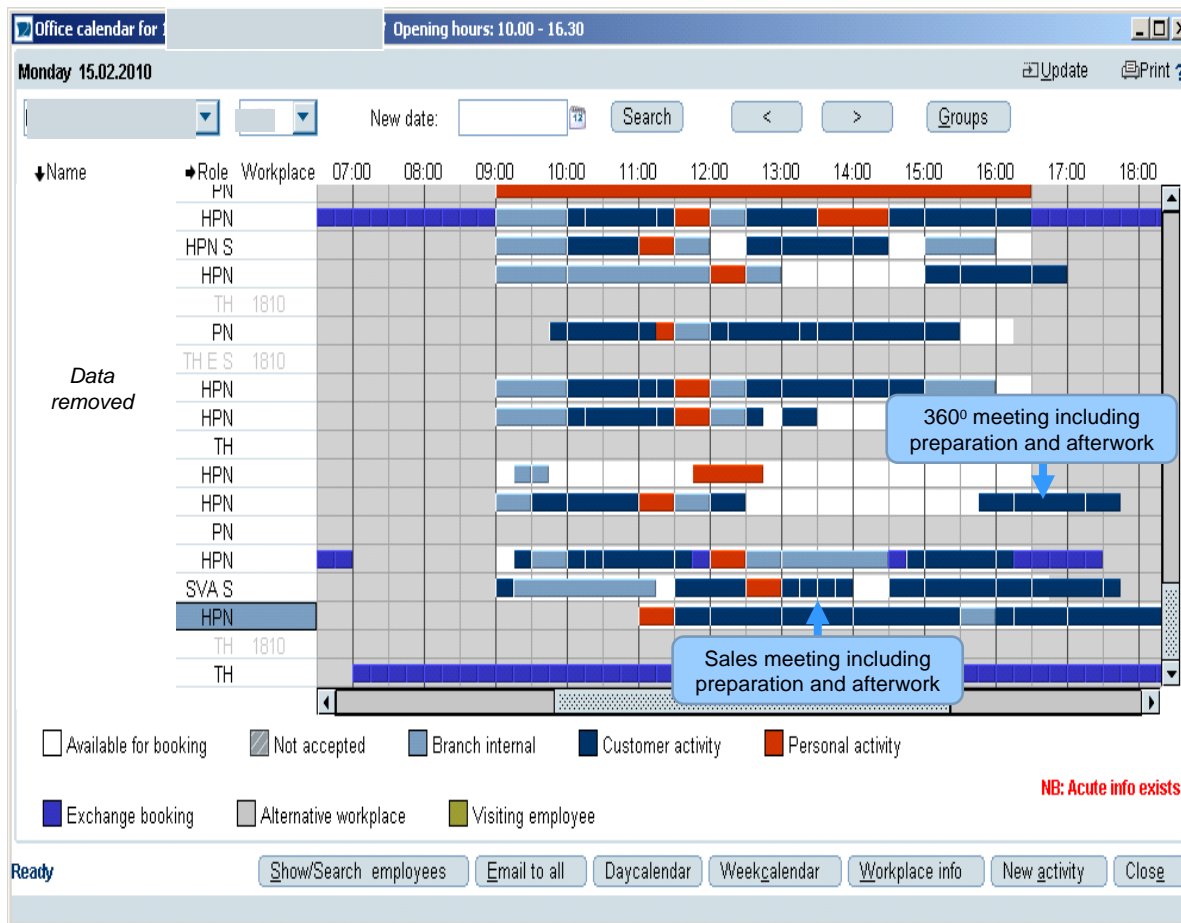 Office calendar for Opening hours: 10.00 - 16.30
Monday 15.02.2010 Update Print ?
New date: 12 Search < > Groups
Name Role Workplace 07:00 08:00 09:00 10:00 11:00 12:00 13:00 14:00 15:00 16:00 17:00 18:00
PN
HPN
HPN S
HPN
TH 1810
PN
TH E S 1810
Data
removed
HPN
HPN
360º meeting including
preparation and afterwork
TH
HPN
HPN
PN
HPN
SVA S
HPN
Sales meeting including
preparation and afterwork
TH 1810
TH
Available for booking Not accepted Branch internal Customer activity Personal activity
NB: Acute info exists
Exchange booking Alternative workplace Visiting employee
Ready Show/Search employees Email to all Daycalendar Weekcalendar Workplace info New activity Close